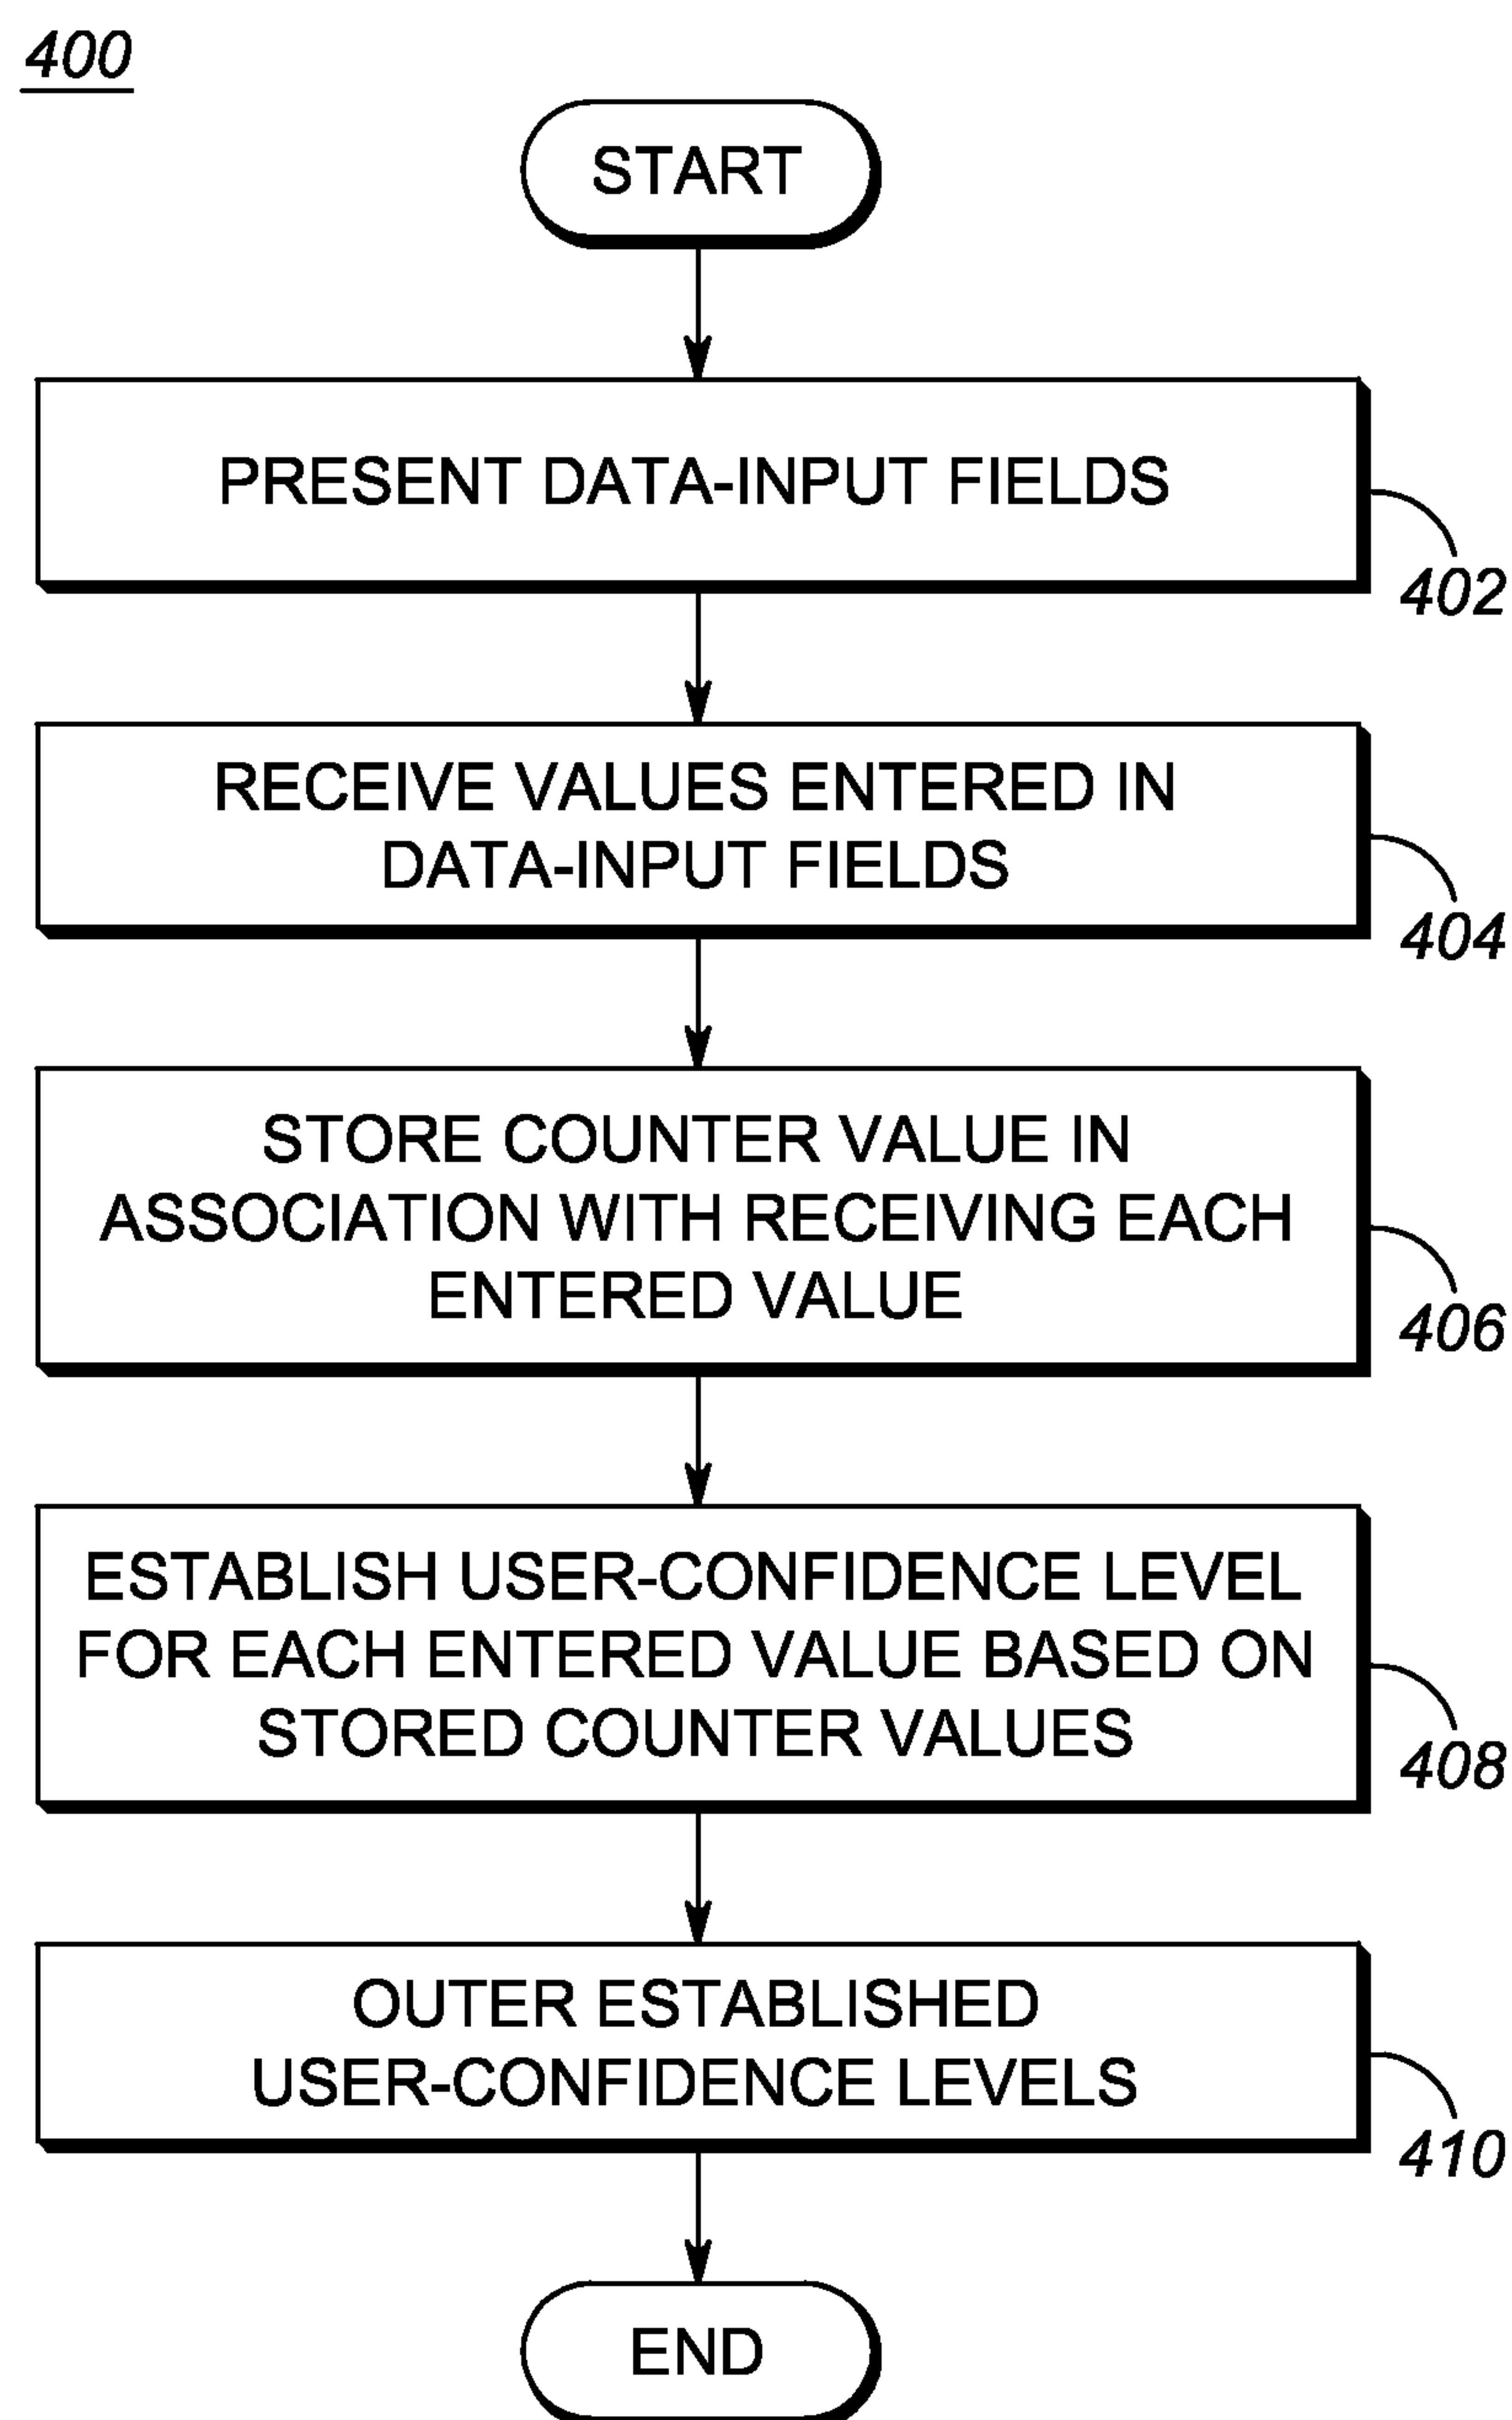 400
START
PRESENT DATA-INPUT FIELDS
402
RECEIVE VALUES ENTERED IN
DATA-INPUT FIELDS
404
STORE COUNTER VALUE IN
ASSOCIATION WITH RECEIVING EACH
ENTERED VALUE
406
ESTABLISH USER-CONFIDENCE LEVEL
FOR EACH ENTERED VALUE BASED ON
STORED COUNTER VALUES
408
OUTER ESTABLISHED
USER-CONFIDENCE LEVELS
410
END